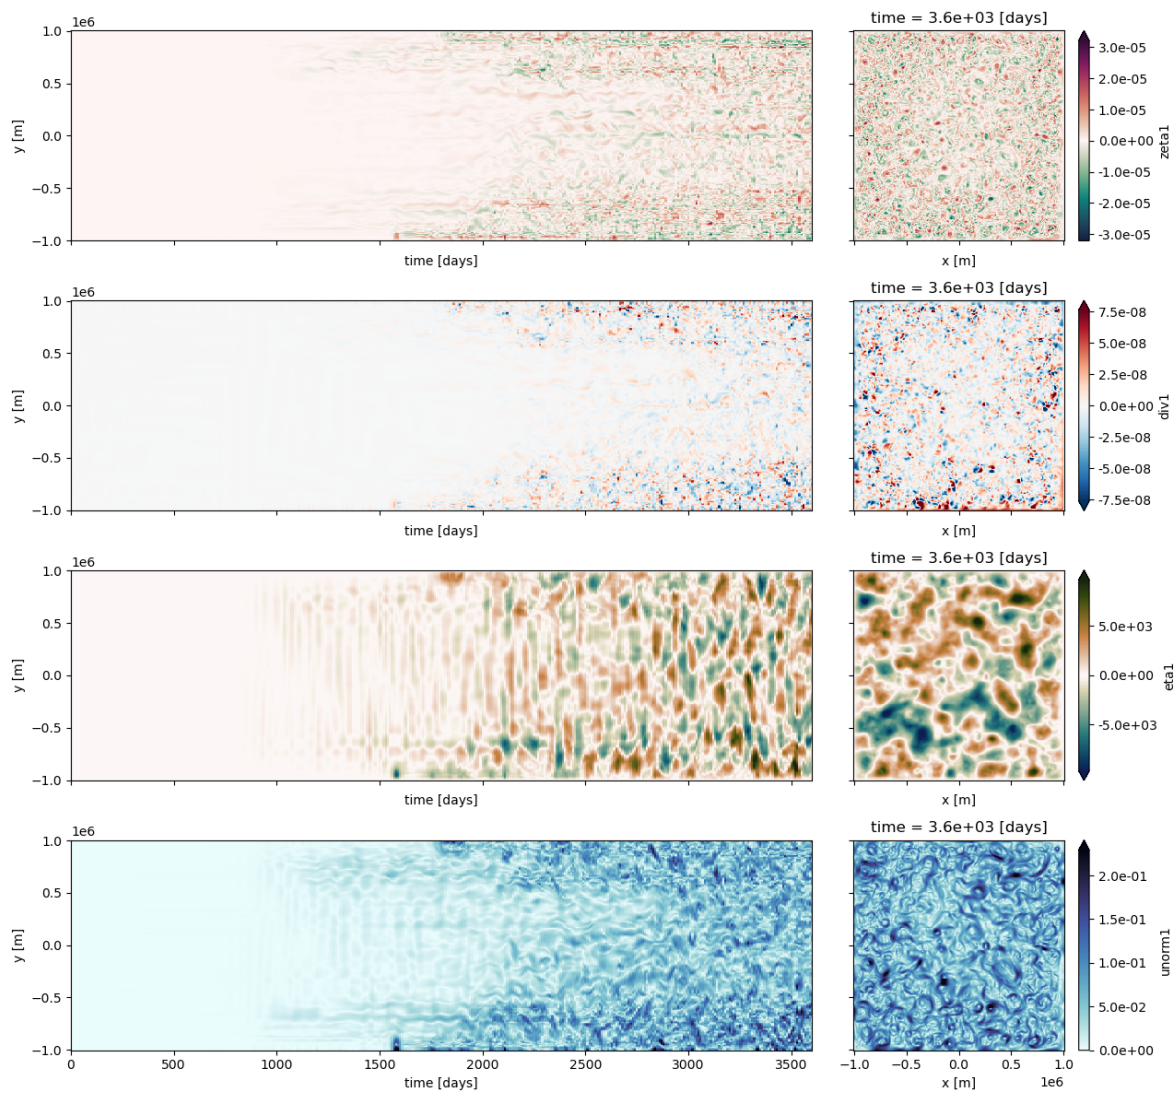 1e6
time = 3.6e+03 [days]
1.0
0.5
0.0
−0.5
−1.0
y [m]
time [days]
x [m]
3.0e-05
2.0e-05
1.0e-05
0.0e+00
-1.0e-05
-2.0e-05
-3.0e-05
zeta1
1e6
time = 3.6e+03 [days]
1.0
0.5
0.0
−0.5
−1.0
y [m]
time [days]
x [m]
7.5e-08
5.0e-08
2.5e-08
0.0e+00
-2.5e-08
-5.0e-08
-7.5e-08
div1
1e6
time = 3.6e+03 [days]
1.0
0.5
0.0
−0.5
−1.0
y [m]
time [days]
x [m]
5.0e+03
0.0e+00
-5.0e+03
eta1
1e6
time = 3.6e+03 [days]
1.0
0.5
0.0
−0.5
−1.0
y [m]
0 500 1000 1500 2000 2500 3000 3500
time [days]
−1.0 −0.5 0.0 0.5 1.0
x [m]
1e6
2.0e-01
1.5e-01
1.0e-01
5.0e-02
0.0e+00
unorm1